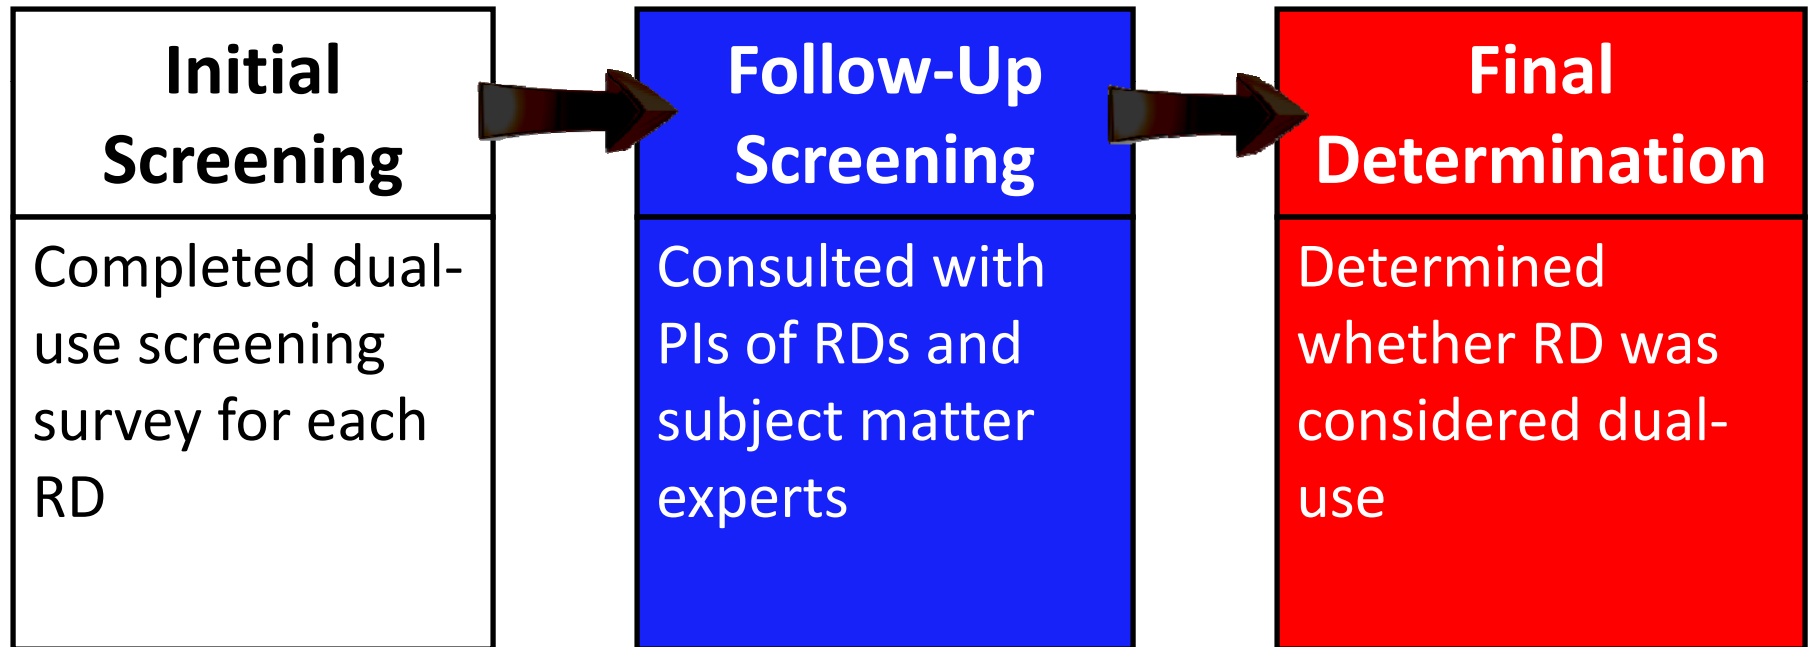 Initial
Screening
Completed dual-
use screening
survey for each
RD
Follow-Up
Screening
Consulted with
PIs of RDs and
subject matter
experts
Final
Determination
Determined
whether RD was
considered dual-
use